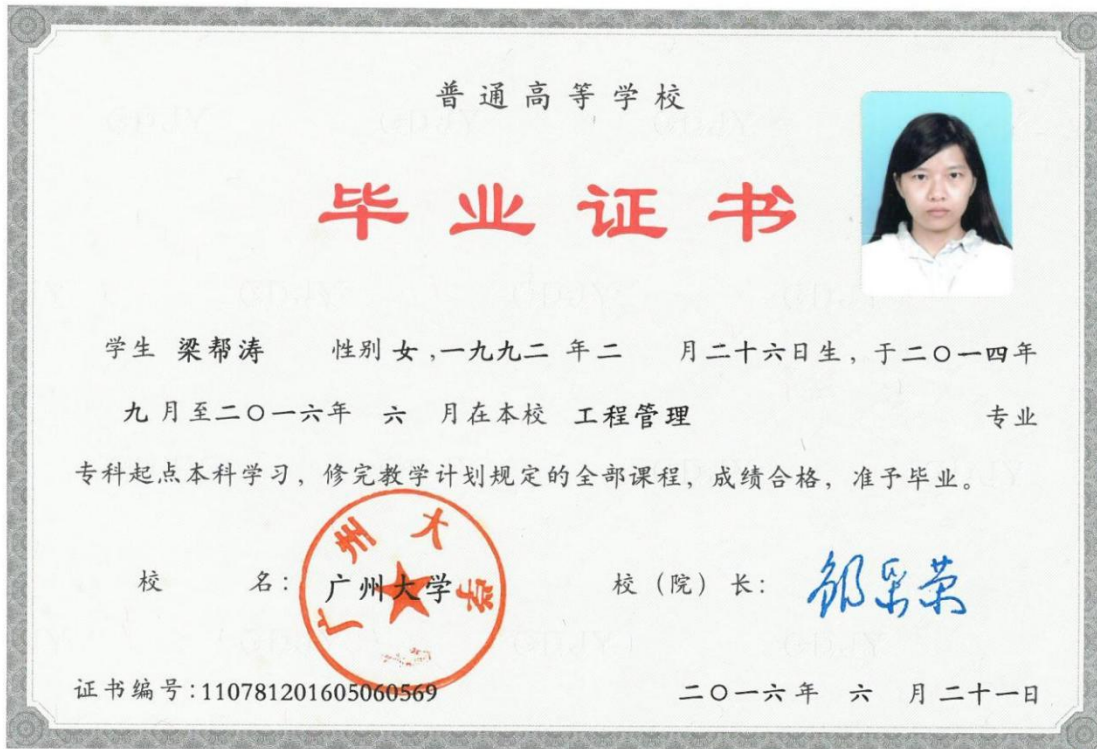 普通高等学校
毕业证书
学生 梁帮涛 性别 女,一九九二 年二 月二十六日生，于二〇一四年
九 月至二〇一六年 六 月在本校 工程管理 专业
专科起点本科学习，修完教学计划规定的全部课程，成绩合格，准予毕业。
广州大学
校 名：广州大学 校（院）长：
证书编号:110781201605060569 二〇一六年 六 月二十一日